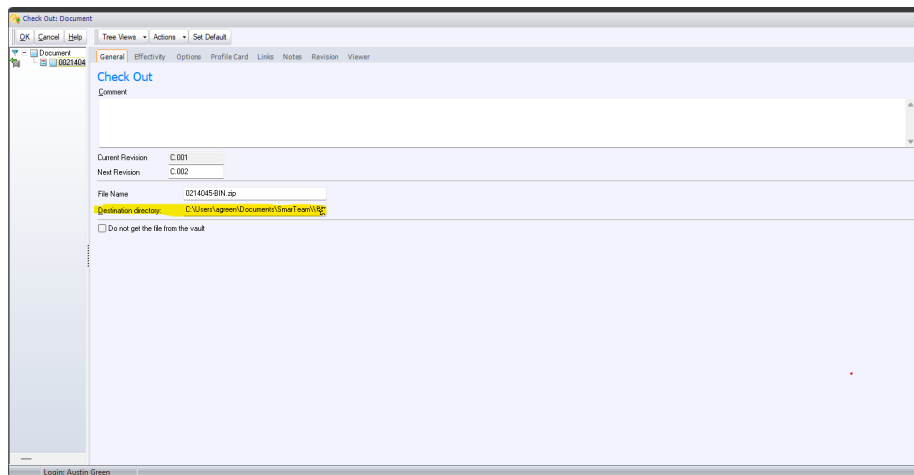 Check Out: Document
OK Cancel Help Tree Views Actions Set Default
Document
0021404
General Effectivity Options Profile Card Links Notes Revision Viewer
Check Out
Comment
Current Revision C.001
Next Revision C.002
File Name 0214045-BIN.zip
Destination directory: C:\Users\agreen\Documents\SmarTeam\\
Do not get the file from the vault
Login: Austin Green